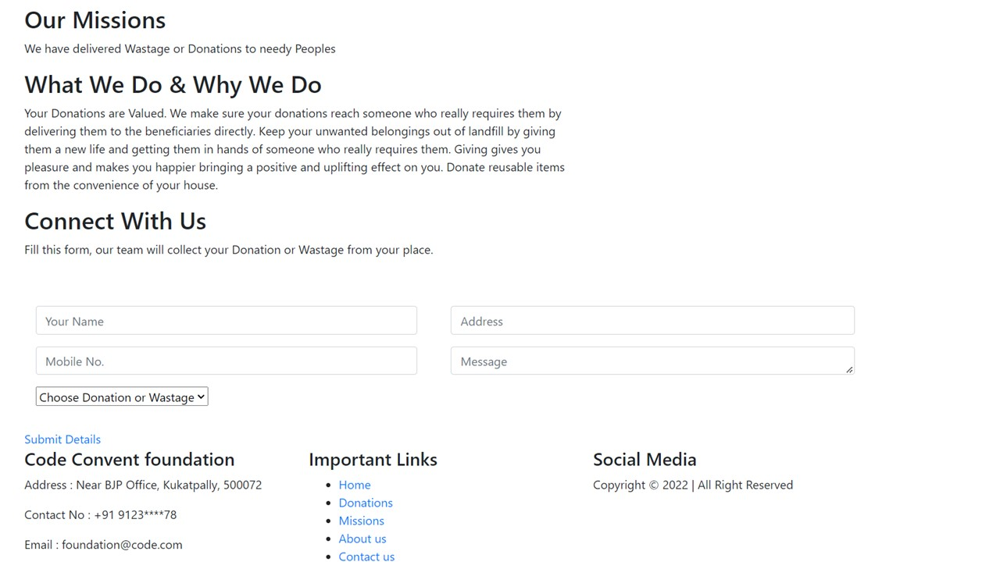 Our Missions
We have delivered Wastage or Donations to needy Peoples
What We Do & Why We Do
Your Donations are Valued. We make sure your donations reach someone who really requires them by
delivering them to the beneficiaries directly. Keep your unwanted belongings out of landfill by giving
them a new life and getting them in hands of someone who really requires them. Giving gives you
pleasure and makes you happier bringing a positive and uplifting effect on you. Donate reusable items
from the convenience of your house.
Connect With Us
Fill this form, our team will collect your Donation or Wastage from your place.
Your Name
Address
Mobile No.
Message
Choose Donation or Wastage
Submit Details
Code Convent foundation
Address : Near BJP Office, Kukatpally, 500072
Contact No : +91 9123****78
Email : foundation@code.com
Important Links
Home
Donations
Missions
About us
Contact us
Social Media
Copyright © 2022 | All Right Reserved